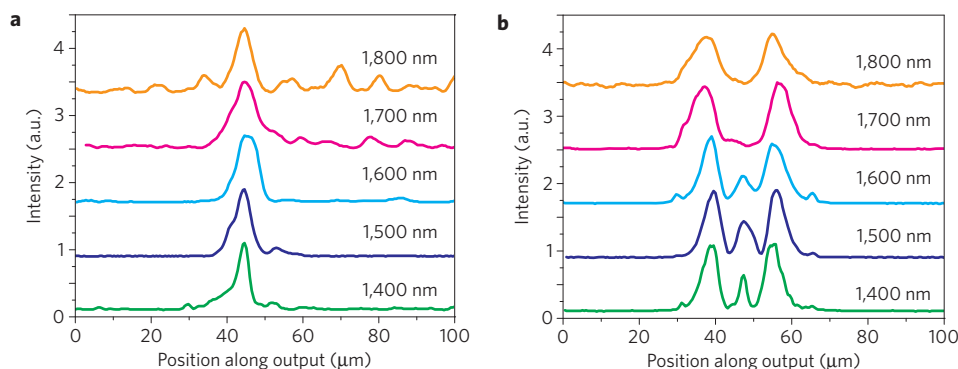 a
4
3
2
1
0
Intensity (a.u.)
1,800 nm
1,700 nm
1,600 nm
1,500 nm
1,400 nm
0 20 40 60 80 100
Position along output (μm)
b
4
3
2
1
0
Intensity (a.u.)
1,800 nm
1,700 nm
1,600 nm
1,500 nm
1,400 nm
0 20 40 60 80 100
Position along output (μm)